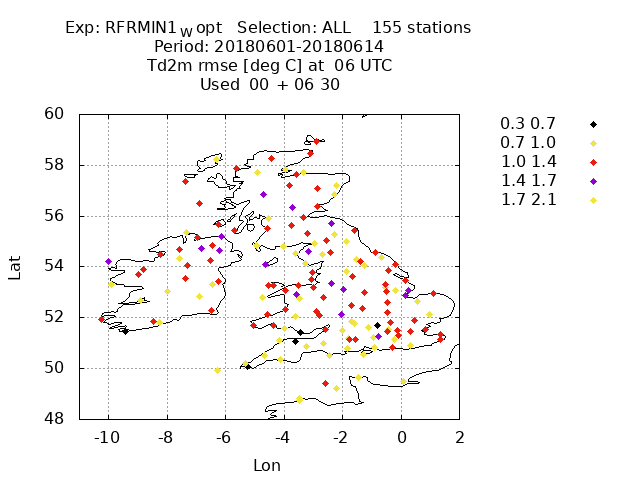 Exp: RFRMIN1 W opt Selection: ALL 155 stations
Period: 20180601-20180614
Td2m rmse [deg C] at 06 UTC
Used 00 + 06 30
0.3 0.7
0.7 1.0
1.0 1.4
1.4 1.7
1.7 2.1
Lat
60
58
56
54
52
50
48
-10 -8 -6 -4 -2 0 2
Lon